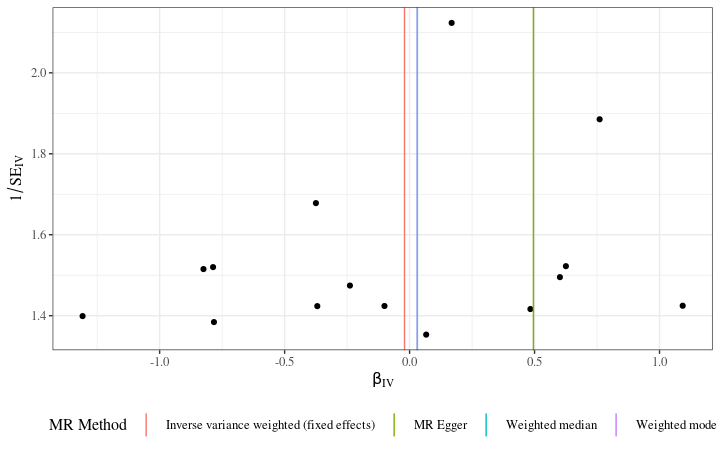 2.0
1.8
1.6
1.4
1/SE_IV
-1.0 -0.5 0.0 0.5 1.0
β_IV
MR Method Inverse variance weighted (fixed effects) MR Egger Weighted median Weighted mode